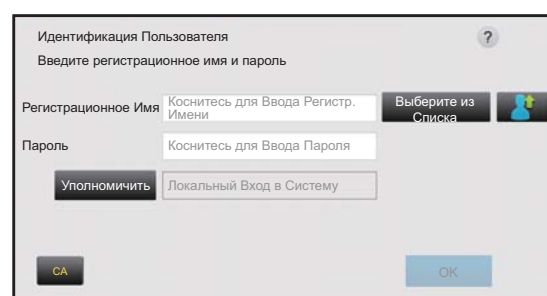 Идентификация Пользователя
?
Введите регистрационное имя и пароль
Регистрационное Имя
Коснитесь для Ввода Регистр.
Имени
Выберите из
Списка
Пароль
Коснитесь для Ввода Пароля
Уполномичить
Локальный Вход в Систему
CA
OK